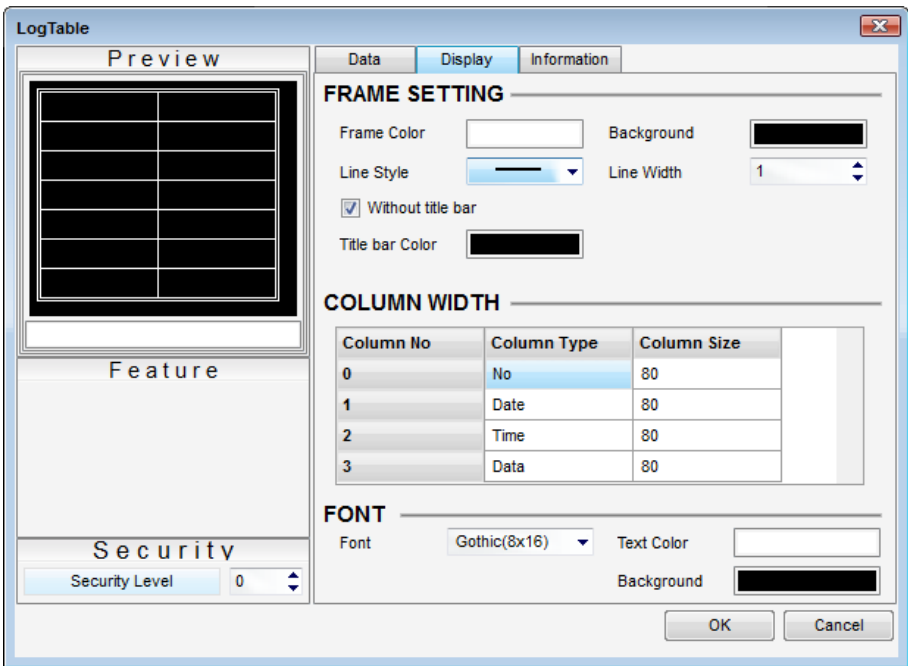 LogTable
Preview
Feature
Security
Security Level 0
Data Display Information
FRAME SETTING
Frame Color Background
Line Style Line Width 1
Without title bar
Title bar Color
COLUMN WIDTH
Column No Column Type Column Size
0 No 80
1 Date 80
2 Time 80
3 Data 80
FONT
Font Gothic(8x16) Text Color
Background
OK Cancel